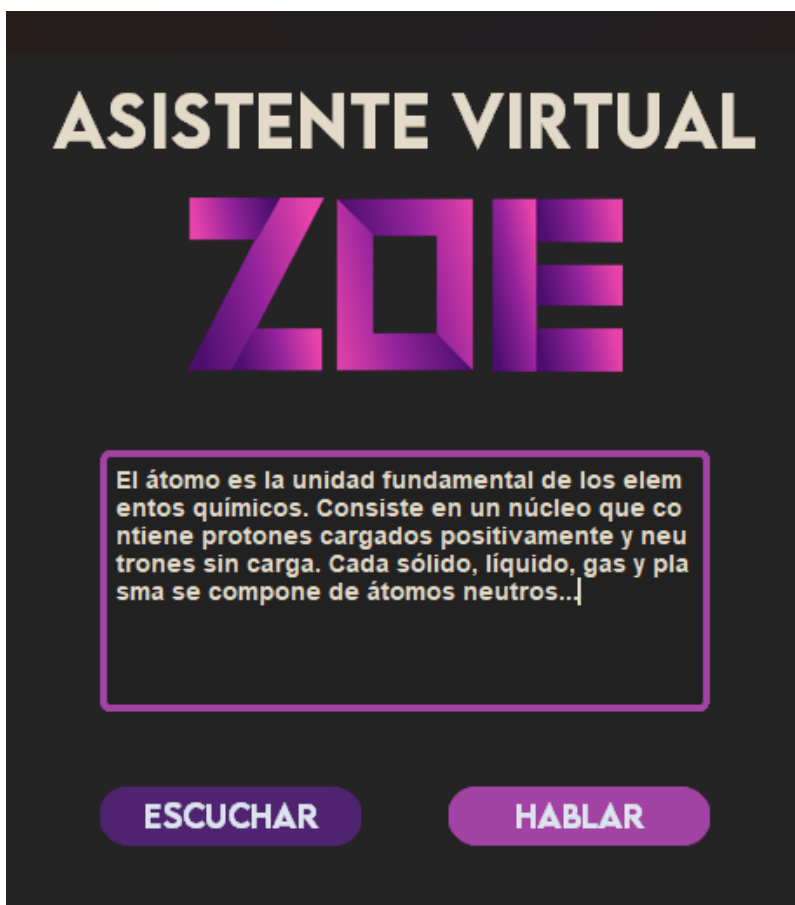 ASISTENTE VIRTUAL
ZOE
El átomo es la unidad fundamental de los elem
entos químicos. Consiste en un núcleo que co
ntiene protones cargados positivamente y neu
trones sin carga. Cada sólido, líquido, gas y pla
sma se compone de átomos neutros...
ESCUCHAR
HABLAR